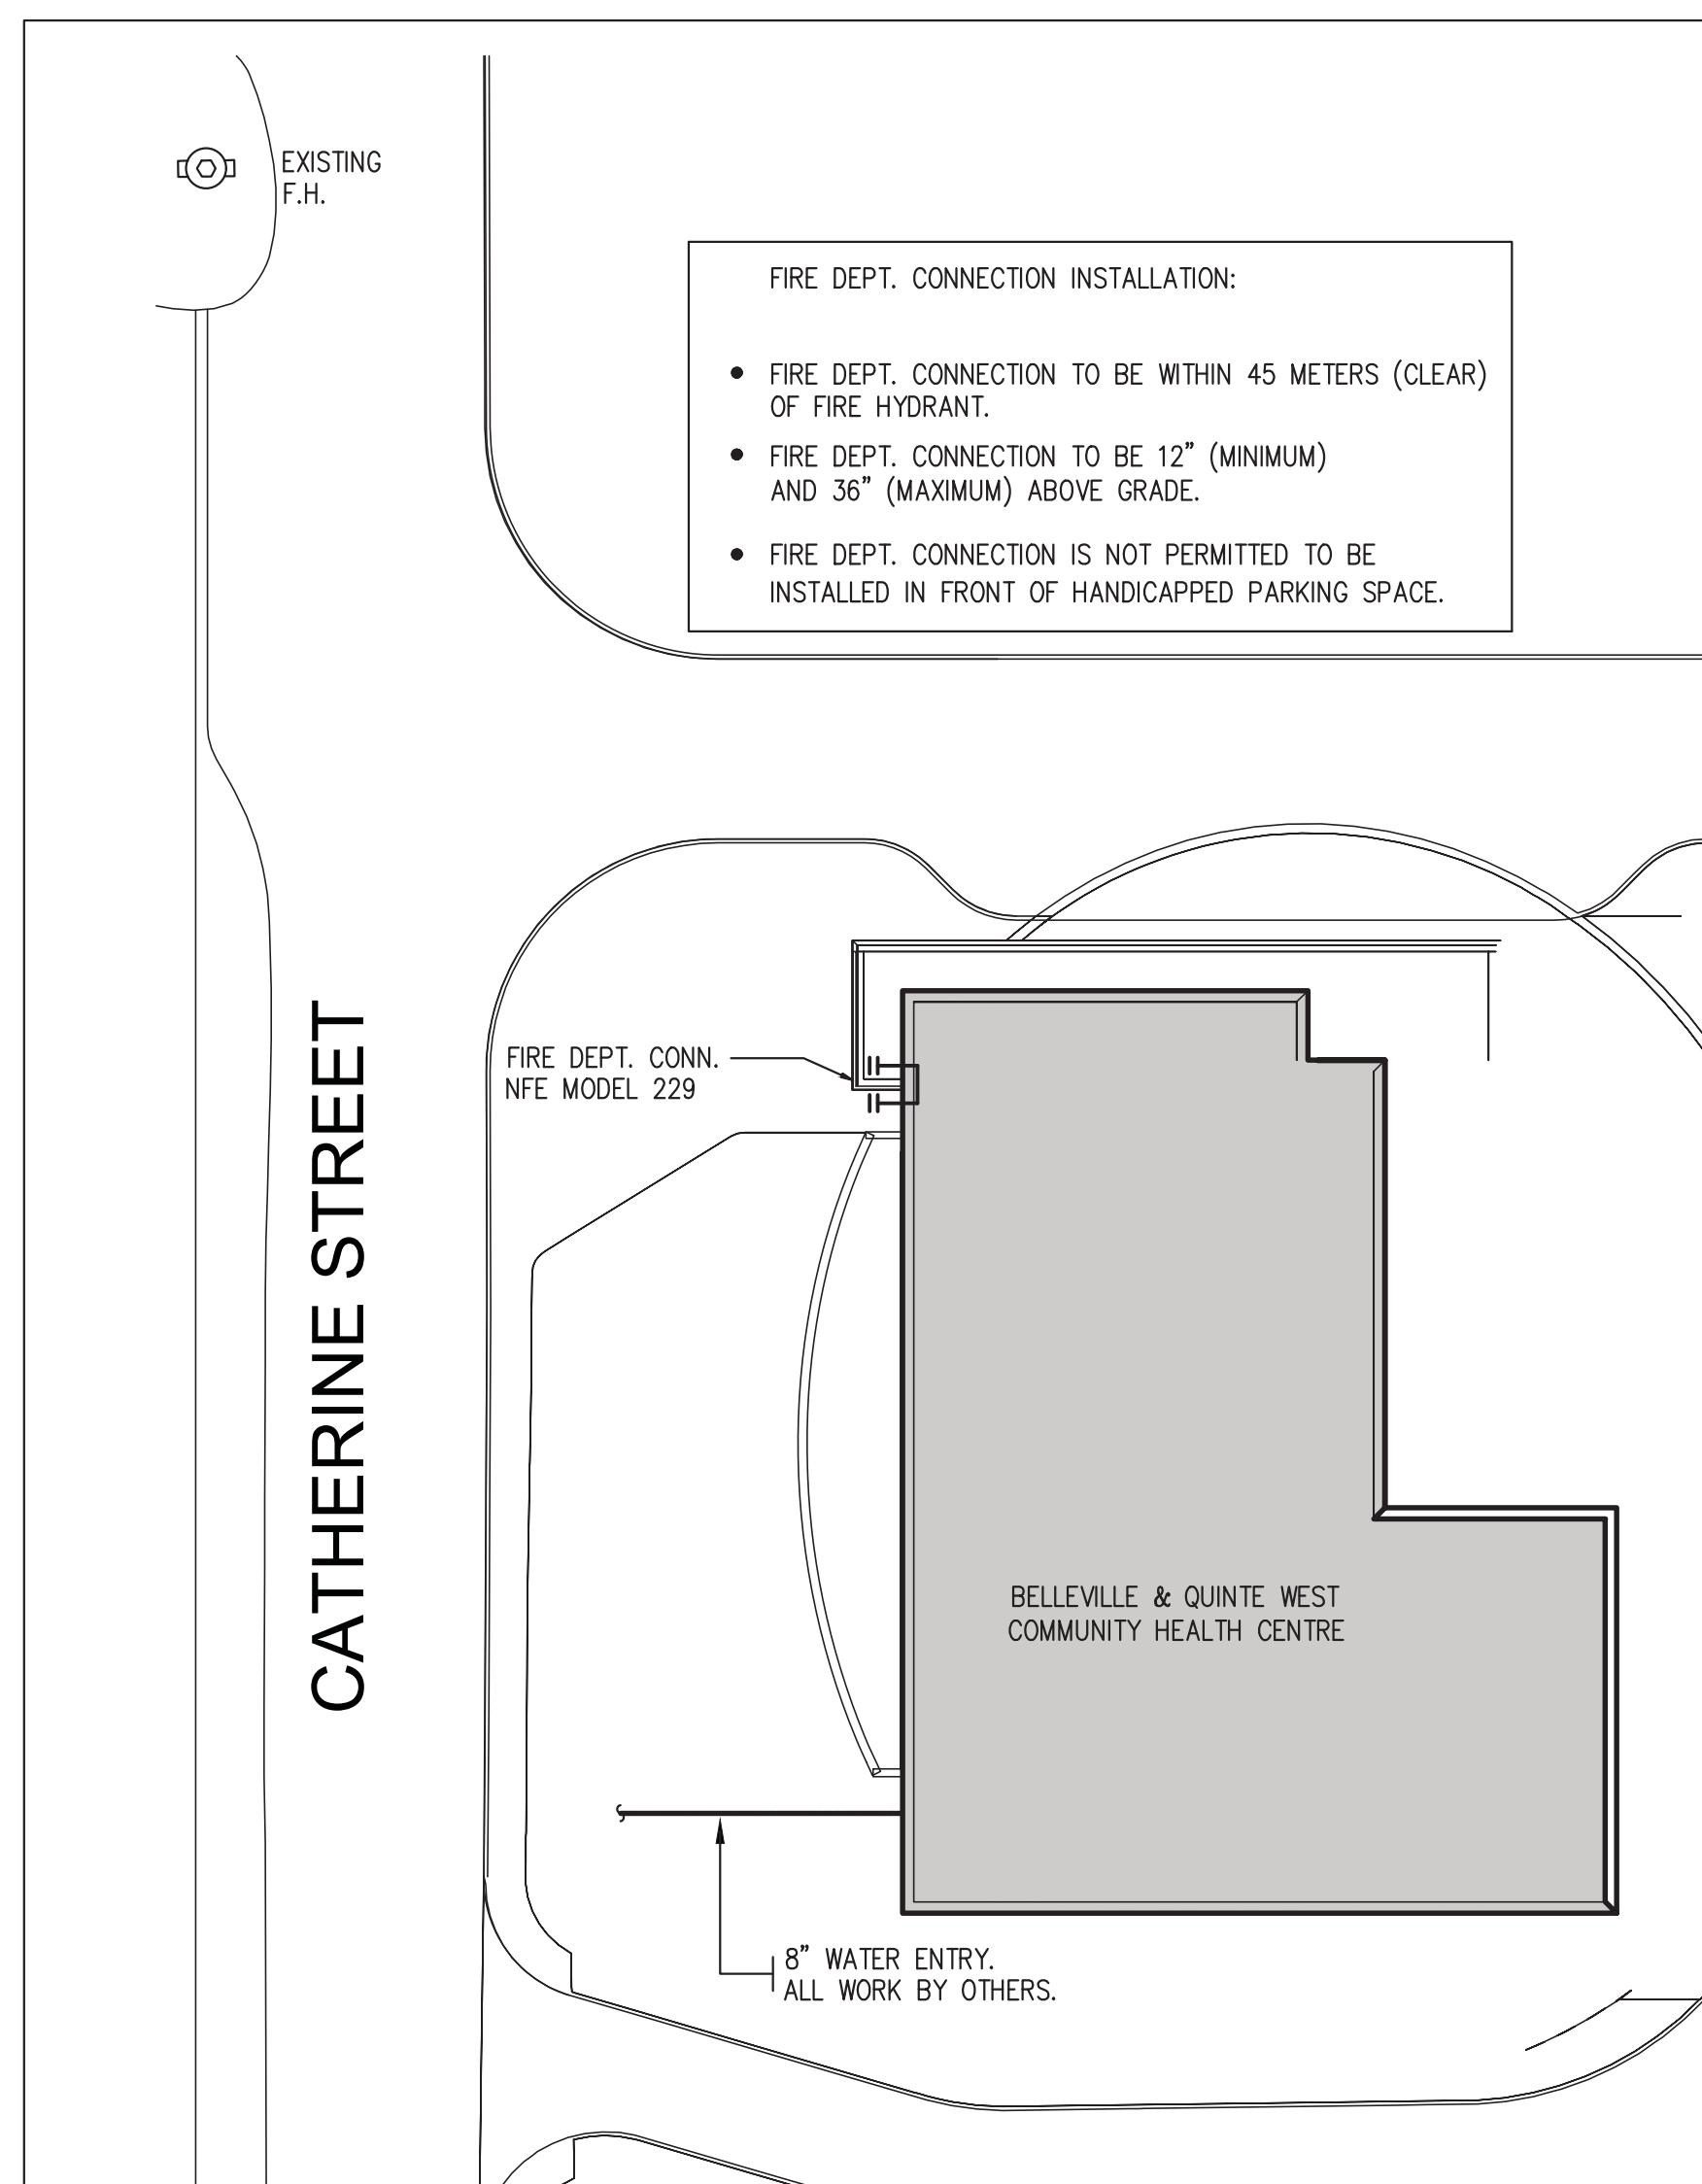 EXISTING
F.H.
FIRE DEPT. CONNECTION INSTALLATION:
● FIRE DEPT. CONNECTION TO BE WITHIN 45 METERS (CLEAR)
OF FIRE HYDRANT.
● FIRE DEPT. CONNECTION TO BE 12” (MINIMUM)
AND 36” (MAXIMUM) ABOVE GRADE.
● FIRE DEPT. CONNECTION IS NOT PERMITTED TO BE
INSTALLED IN FRONT OF HANDICAPPED PARKING SPACE.
FIRE DEPT. CONN.
NFE MODEL 229
CATHERINE STREET
BELLEVILLE & QUINTE WEST
COMMUNITY HEALTH CENTRE
8” WATER ENTRY.
ALL WORK BY OTHERS.